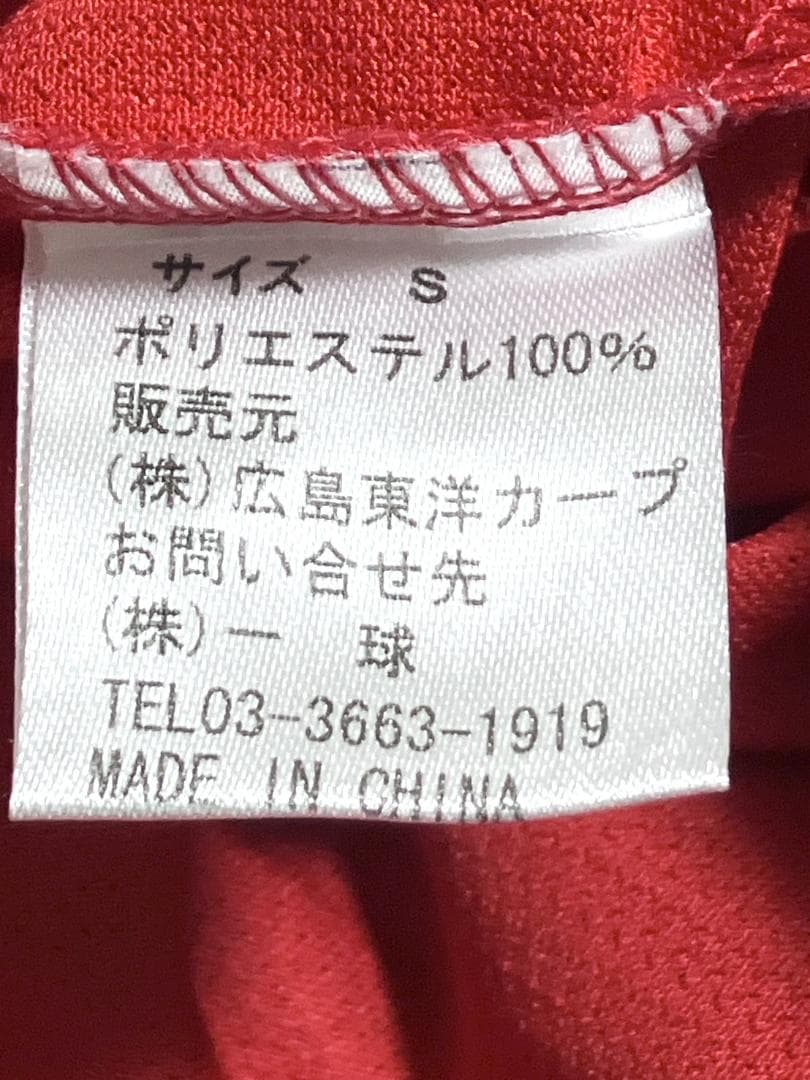 サイズ S
ポリエステル100%
販売元
(株)広島東洋カープ
お問い合せ先
(株)一 球
TEL03-3663-1919
MADE IN CHINA